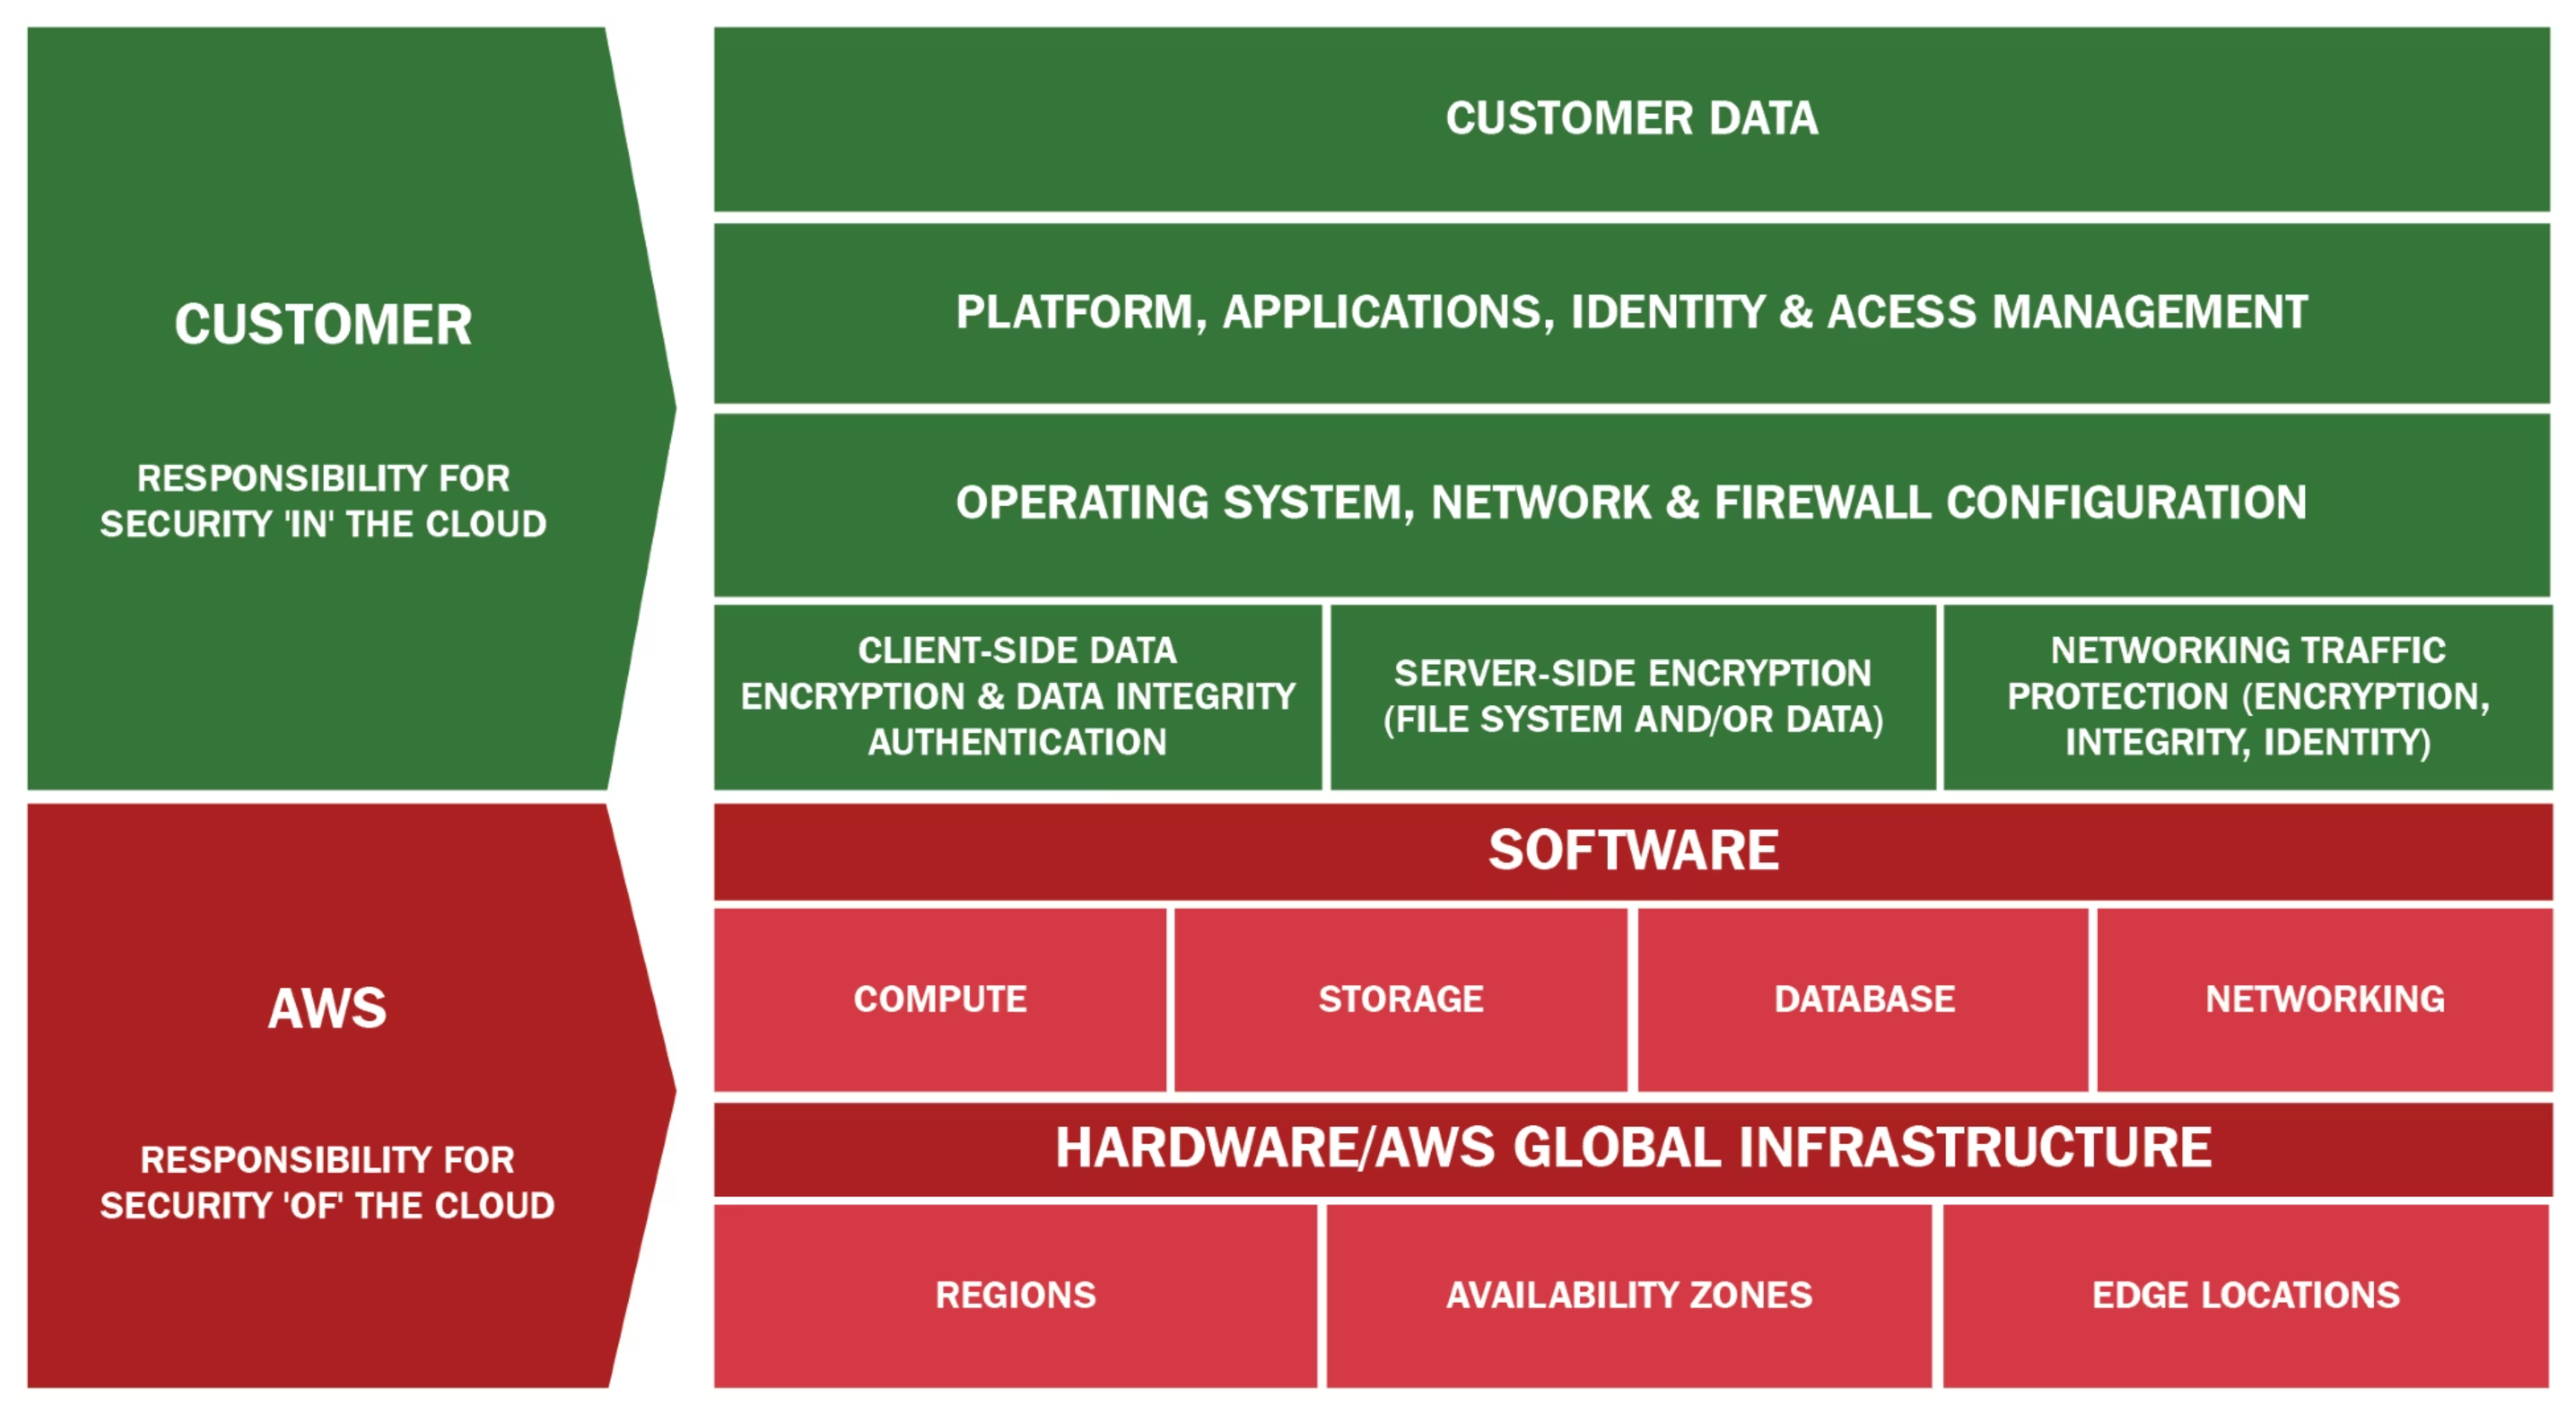 CUSTOMER
RESPONSIBILITY FOR
SECURITY 'IN' THE CLOUD
CUSTOMER DATA
PLATFORM, APPLICATIONS, IDENTITY & ACESS MANAGEMENT
OPERATING SYSTEM, NETWORK & FIREWALL CONFIGURATION
CLIENT-SIDE DATA
ENCRYPTION & DATA INTEGRITY
AUTHENTICATION
SERVER-SIDE ENCRYPTION
(FILE SYSTEM AND/OR DATA)
NETWORKING TRAFFIC
PROTECTION (ENCRYPTION,
INTEGRITY, IDENTITY)
AWS
RESPONSIBILITY FOR
SECURITY 'OF' THE CLOUD
SOFTWARE
COMPUTE
STORAGE
DATABASE
NETWORKING
HARDWARE/AWS GLOBAL INFRASTRUCTURE
REGIONS
AVAILABILITY ZONES
EDGE LOCATIONS